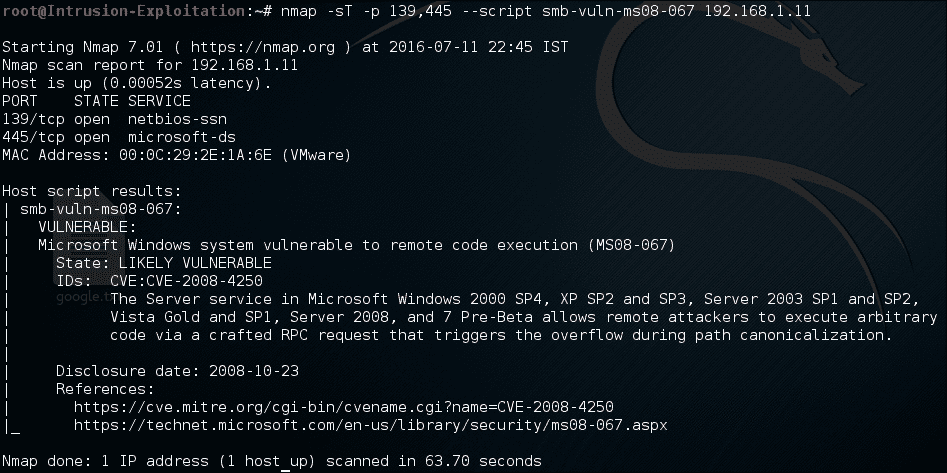 root@Intrusion-Exploitation:~# nmap -sT -p 139,445 --script smb-vuln-ms08-067 192.168.1.11
Starting Nmap 7.01 ( https://nmap.org ) at 2016-07-11 22:45 IST
Nmap scan report for 192.168.1.11
Host is up (0.00052s latency).
PORT    STATE SERVICE
139/tcp open  netbios-ssn
445/tcp open  microsoft-ds
MAC Address: 00:0C:29:2E:1A:6E (VMware)
Host script results:
| smb-vuln-ms08-067:
|   VULNERABLE:
|   Microsoft Windows system vulnerable to remote code execution (MS08-067)
|     State: LIKELY VULNERABLE
|     IDs:  CVE:CVE-2008-4250
google.t
|           The Server service in Microsoft Windows 2000 SP4, XP SP2 and SP3, Server 2003 SP1 and SP2,
|           Vista Gold and SP1, Server 2008, and 7 Pre-Beta allows remote attackers to execute arbitrary
|           code via a crafted RPC request that triggers the overflow during path canonicalization.
|
|     Disclosure date: 2008-10-23
|     References:
|       https://cve.mitre.org/cgi-bin/cvename.cgi?name=CVE-2008-4250
|_      https://technet.microsoft.com/en-us/library/security/ms08-067.aspx
Nmap done: 1 IP address (1 host up) scanned in 63.70 seconds